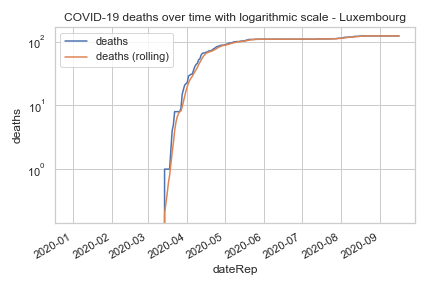 COVID-19 deaths over time with logarithmic scale - Luxembourg
deaths
deaths (rolling)
10²
10¹
10⁰
deaths
2020-01
2020-02
2020-03
2020-04
2020-05
2020-06
2020-07
2020-08
2020-09
dateRep